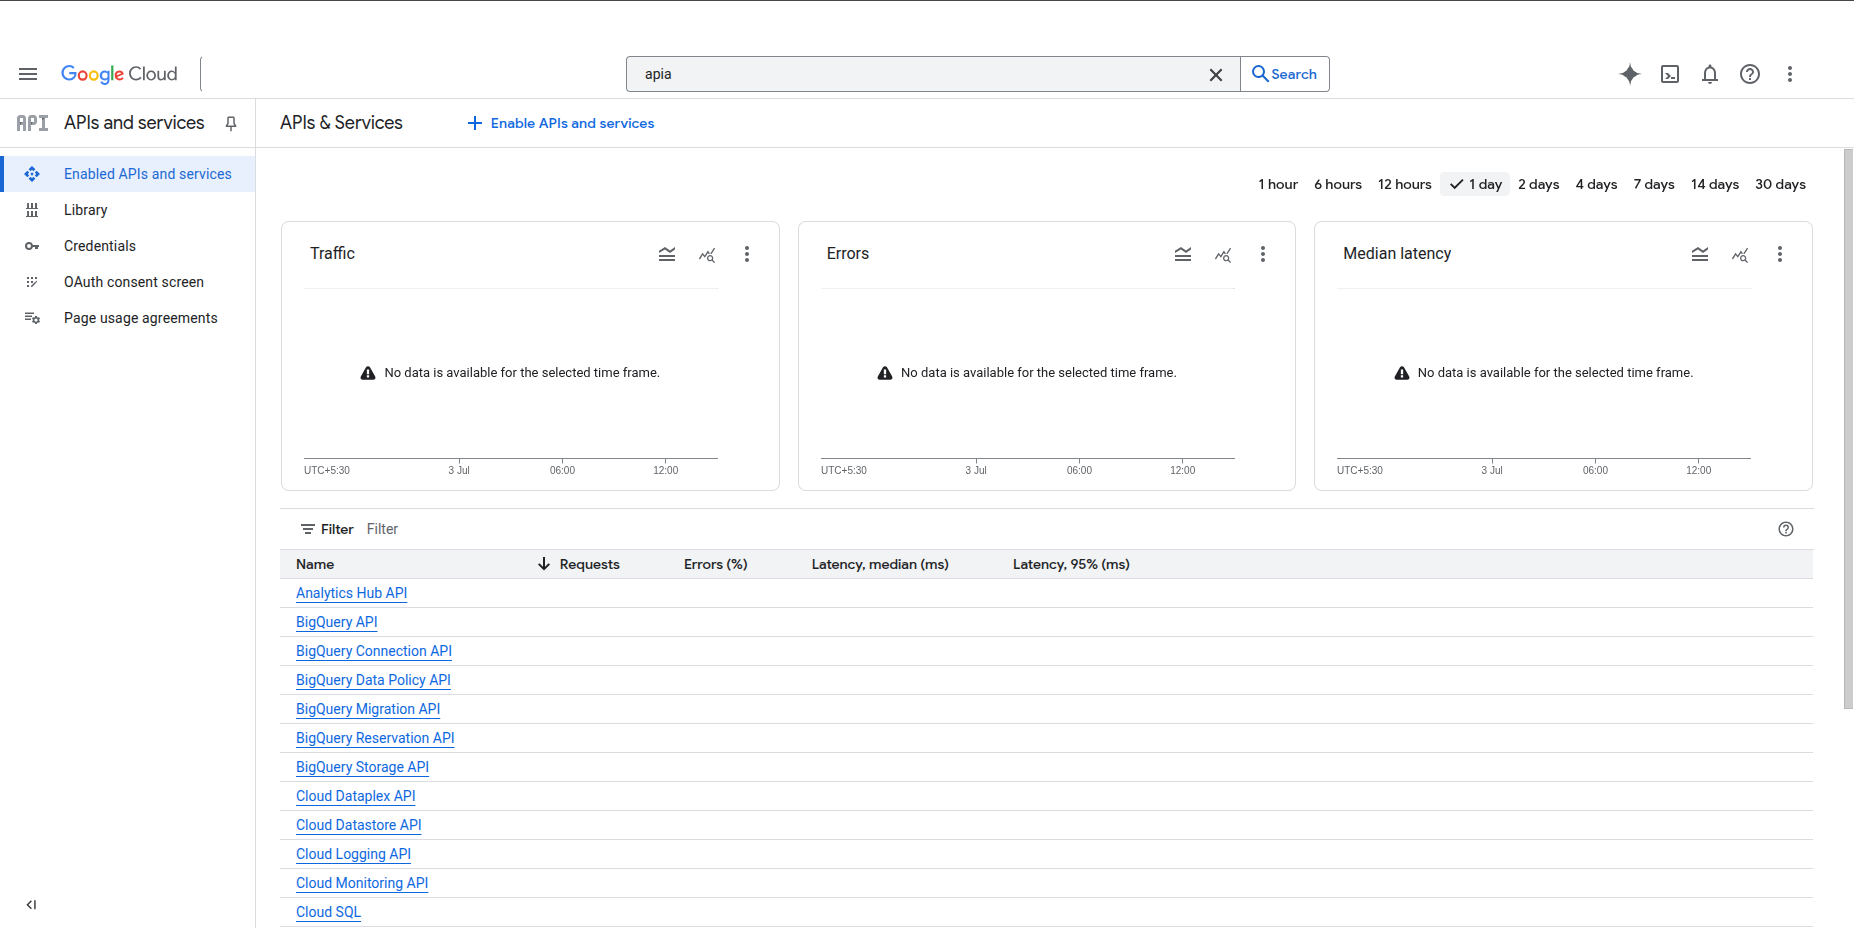 Google Cloud
apia
Search
API APIs and services
APIs & Services
Enable APIs and services
Enabled APIs and services
Library
Credentials
OAuth consent screen
Page usage agreements
1 hour 6 hours 12 hours 1 day 2 days 4 days 7 days 14 days 30 days
Traffic
No data is available for the selected time frame.
UTC+5:30 3 Jul 06:00 12:00
Errors
No data is available for the selected time frame.
UTC+5:30 3 Jul 06:00 12:00
Median latency
No data is available for the selected time frame.
UTC+5:30 3 Jul 06:00 12:00
Filter Filter
Name Requests Errors (%) Latency, median (ms) Latency, 95% (ms)
Analytics Hub API
BigQuery API
BigQuery Connection API
BigQuery Data Policy API
BigQuery Migration API
BigQuery Reservation API
BigQuery Storage API
Cloud Dataplex API
Cloud Datastore API
Cloud Logging API
Cloud Monitoring API
Cloud SQL